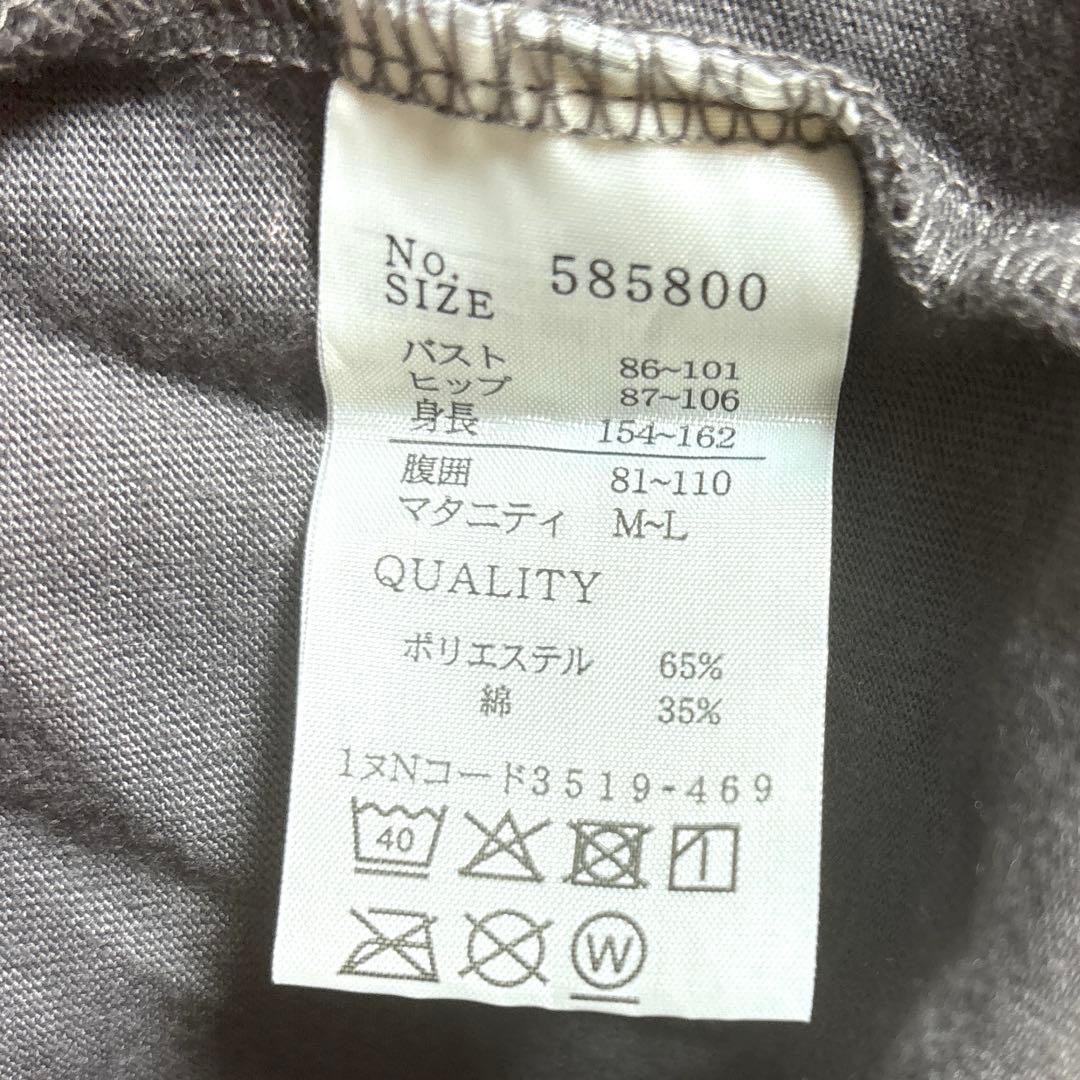 No.
SIZE 585800
バスト 86~101
ヒップ 87~106
身長 154~162
腹囲 81~110
マタニティ M~L
QUALITY
ポリエステル 65%
綿 35%
1ヌNコード3519-469
40
W